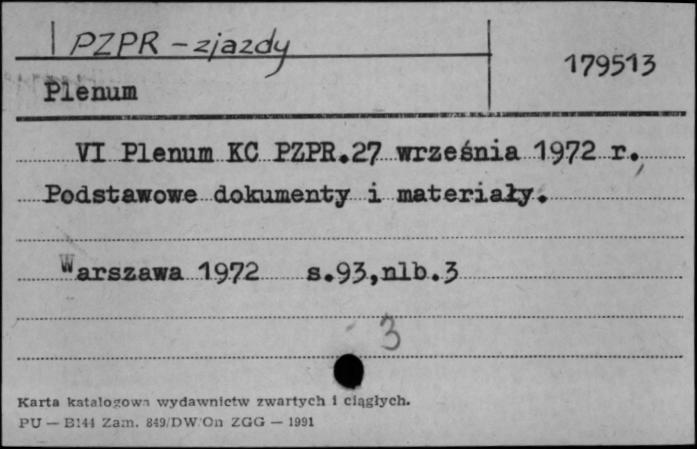 PZPR - zjazdy
179513
Plenum
VI Plenum KC PZPR.27 września 1972 r.
Podstawowe dokumenty i materiały.
Warszawa 1972 s.93,nlb.3
3
Karta katalogowa wydawnictw zwartych i ciągłych.
PU — B144 Zam. 849/DW/On ZGG — 1991